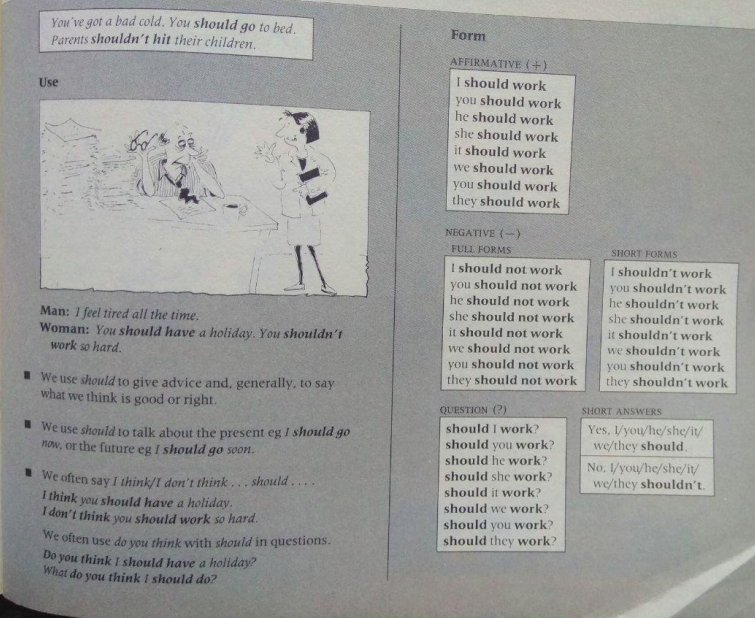 You've got a bad cold. You should go to bed.
Parents shouldn't hit their children.
Use
Man: I feel tired all the time.
Woman: You should have a holiday. You shouldn't
work so hard.
■ We use should to give advice and, generally, to say
what we think is good or right.
■ We use should to talk about the present eg I should go
now, or the future eg I should go soon.
■ We often say I think/I don't think . . . should . . . .
I think you should have a holiday.
I don't think you should work so hard.
We often use do you think with should in questions.
Do you think I should have a holiday?
What do you think I should do?
Form
AFFIRMATIVE (+)
I should work
you should work
he should work
she should work
it should work
we should work
you should work
they should work
NEGATIVE (−)
FULL FORMS
I should not work
you should not work
he should not work
she should not work
it should not work
we should not work
you should not work
they should not work
SHORT FORMS
I shouldn't work
you shouldn't work
he shouldn't work
she shouldn't work
it shouldn't work
we shouldn't work
you shouldn't work
they shouldn't work
QUESTION (?)
should I work?
should you work?
should he work?
should she work?
should it work?
should we work?
should you work?
should they work?
SHORT ANSWERS
Yes, I/you/he/she/it/
we/they should.
No, I/you/he/she/it/
we/they shouldn't.